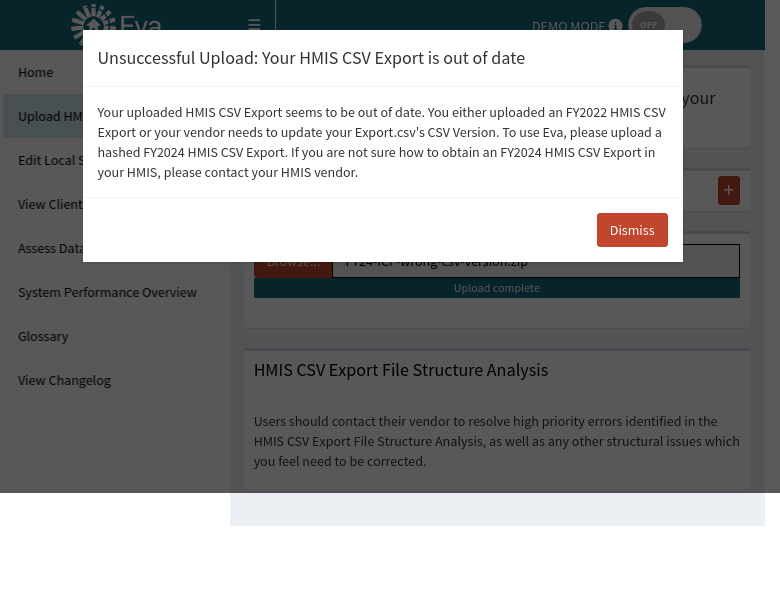 Eva
DEMO MODE i OFF
Unsuccessful Upload: Your HMIS CSV Export is out of date
Your uploaded HMIS CSV Export seems to be out of date. You either uploaded an FY2022 HMIS CSV
Export or your vendor needs to update your Export.csv's CSV Version. To use Eva, please upload a
hashed FY2024 HMIS CSV Export. If you are not sure how to obtain an FY2024 HMIS CSV Export in
your HMIS, please contact your HMIS vendor.
Dismiss
Home
Upload HM
Edit Local S
View Client
Assess Data
System Performance Overview
Glossary
View Changelog
your
+
Browse...
-wrong-csv-version.zip
Upload complete
HMIS CSV Export File Structure Analysis
Users should contact their vendor to resolve high priority errors identified in the
HMIS CSV Export File Structure Analysis, as well as any other structural issues which
you feel need to be corrected.